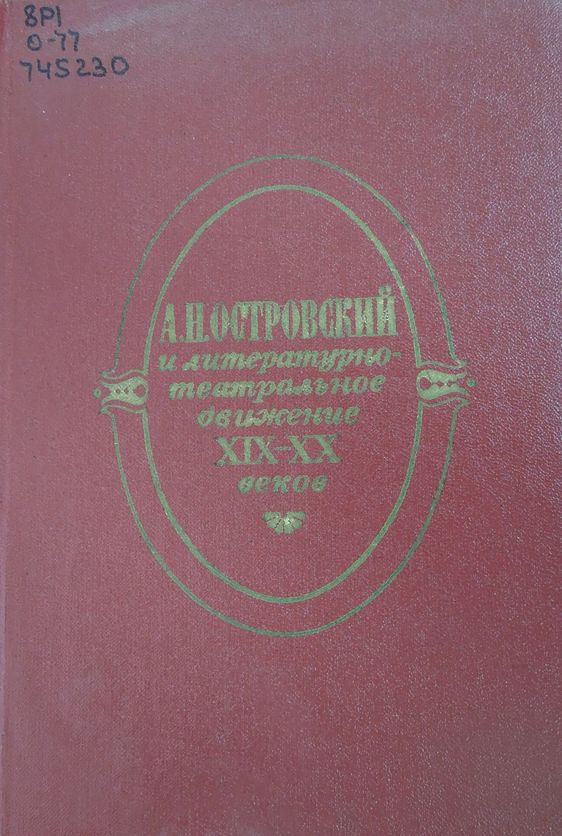 8Р1
О-77
745230
А.Н.ОСТРОВСКИЙ
и литературно-
театральное
движение
XIX–XX
веков